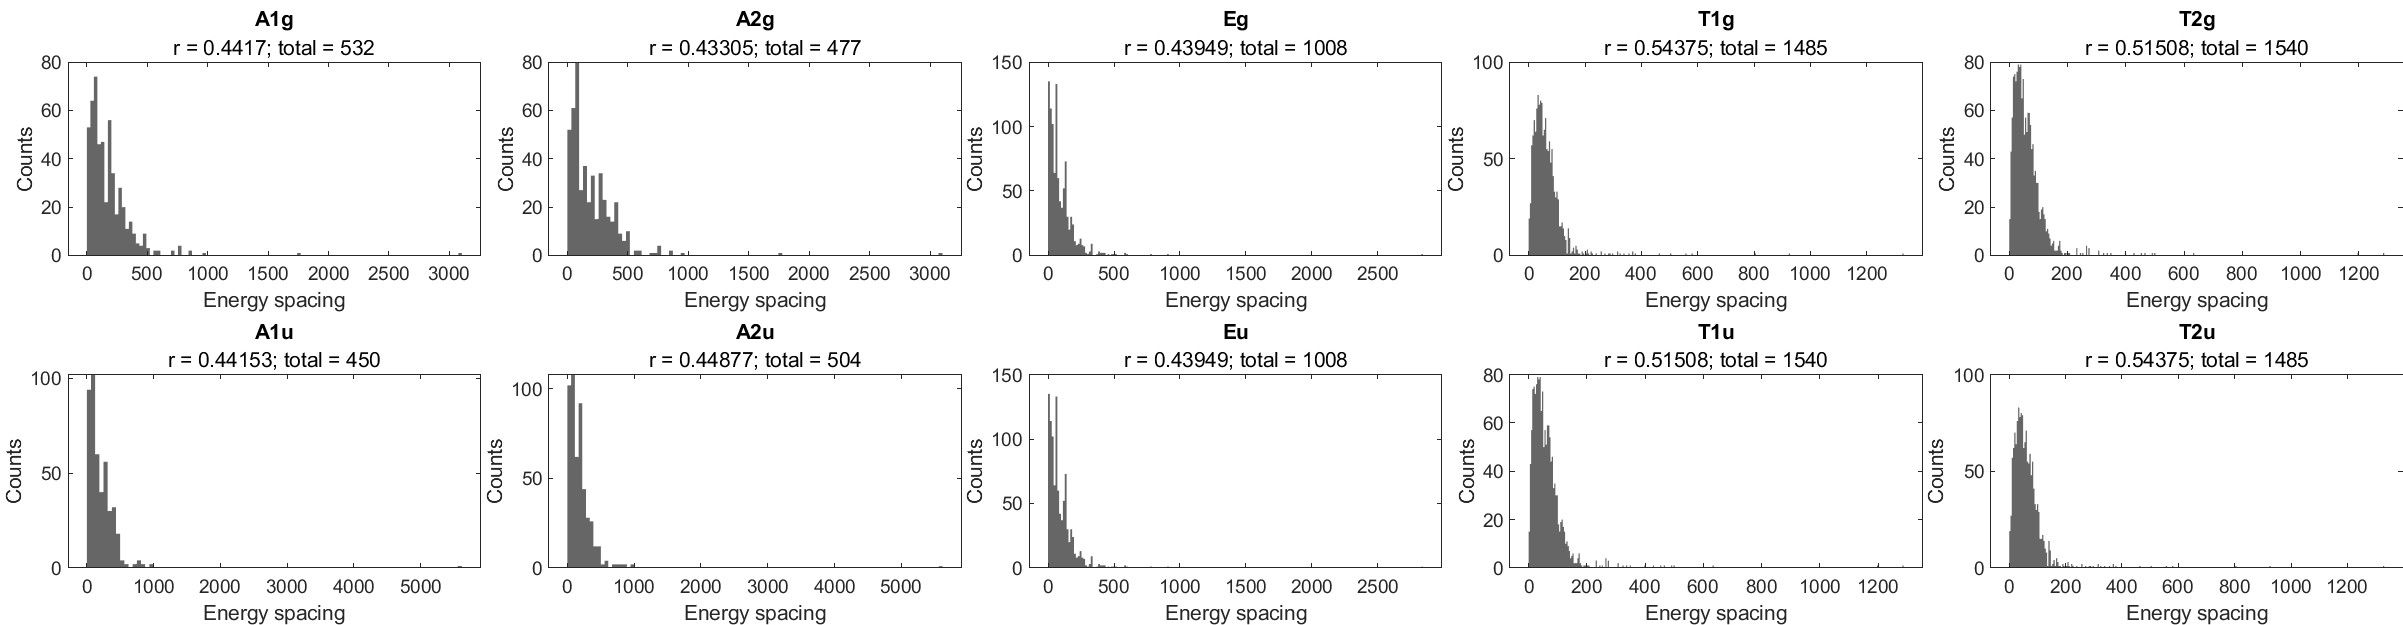 A1g
r = 0.4417; total = 532
80
60
40
20
0
Counts
0 500 1000 1500 2000 2500 3000
Energy spacing
A2g
r = 0.43305; total = 477
80
60
40
20
0
Counts
0 500 1000 1500 2000 2500 3000
Energy spacing
Eg
r = 0.43949; total = 1008
150
100
50
0
Counts
0 500 1000 1500 2000 2500
Energy spacing
T1g
r = 0.54375; total = 1485
100
50
0
Counts
0 200 400 600 800 1000 1200
Energy spacing
T2g
r = 0.51508; total = 1540
80
60
40
20
0
Counts
0 200 400 600 800 1000 1200
Energy spacing
A1u
r = 0.44153; total = 450
100
50
0
Counts
0 1000 2000 3000 4000 5000
Energy spacing
A2u
r = 0.44877; total = 504
100
50
0
Counts
0 1000 2000 3000 4000 5000
Energy spacing
Eu
r = 0.43949; total = 1008
150
100
50
0
Counts
0 500 1000 1500 2000 2500
Energy spacing
T1u
r = 0.51508; total = 1540
80
60
40
20
0
Counts
0 200 400 600 800 1000 1200
Energy spacing
T2u
r = 0.54375; total = 1485
100
50
0
Counts
0 200 400 600 800 1000 1200
Energy spacing